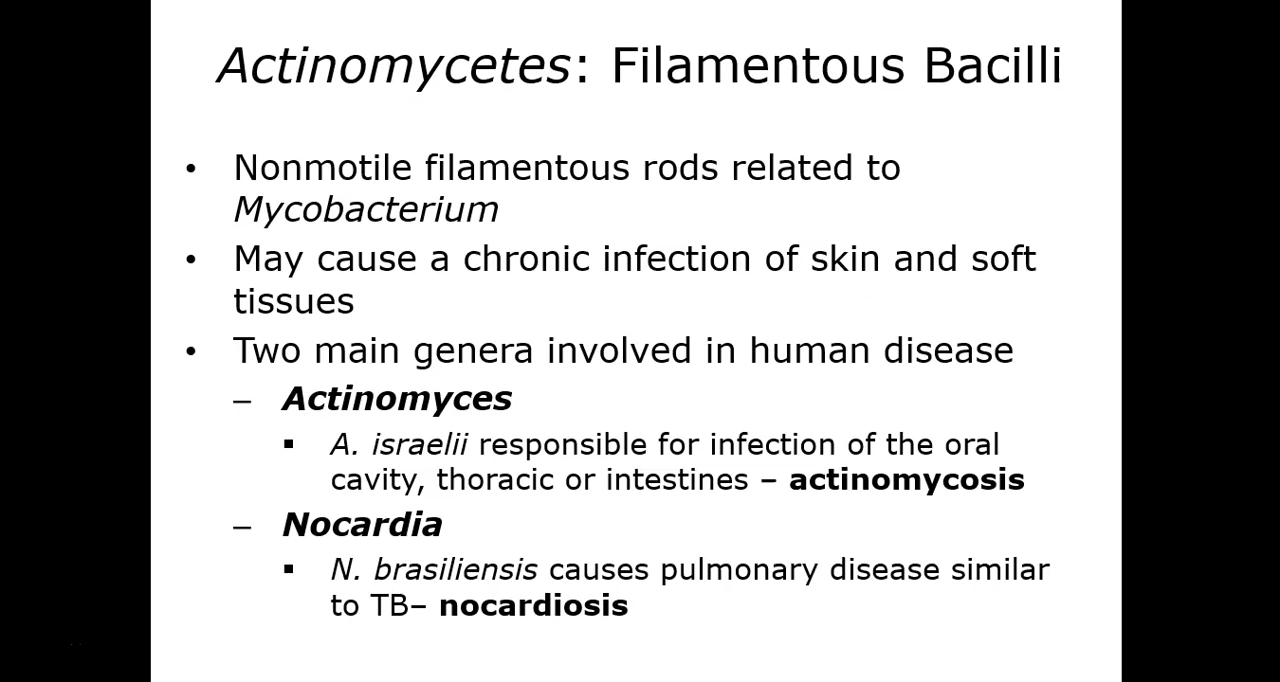 Actinomycetes: Filamentous Bacilli
• Nonmotile filamentous rods related to
Mycobacterium
• May cause a chronic infection of skin and soft
tissues
• Two main genera involved in human disease
– Actinomyces
▪ A. israelii responsible for infection of the oral
cavity, thoracic or intestines – actinomycosis
– Nocardia
▪ N. brasiliensis causes pulmonary disease similar
to TB– nocardiosis